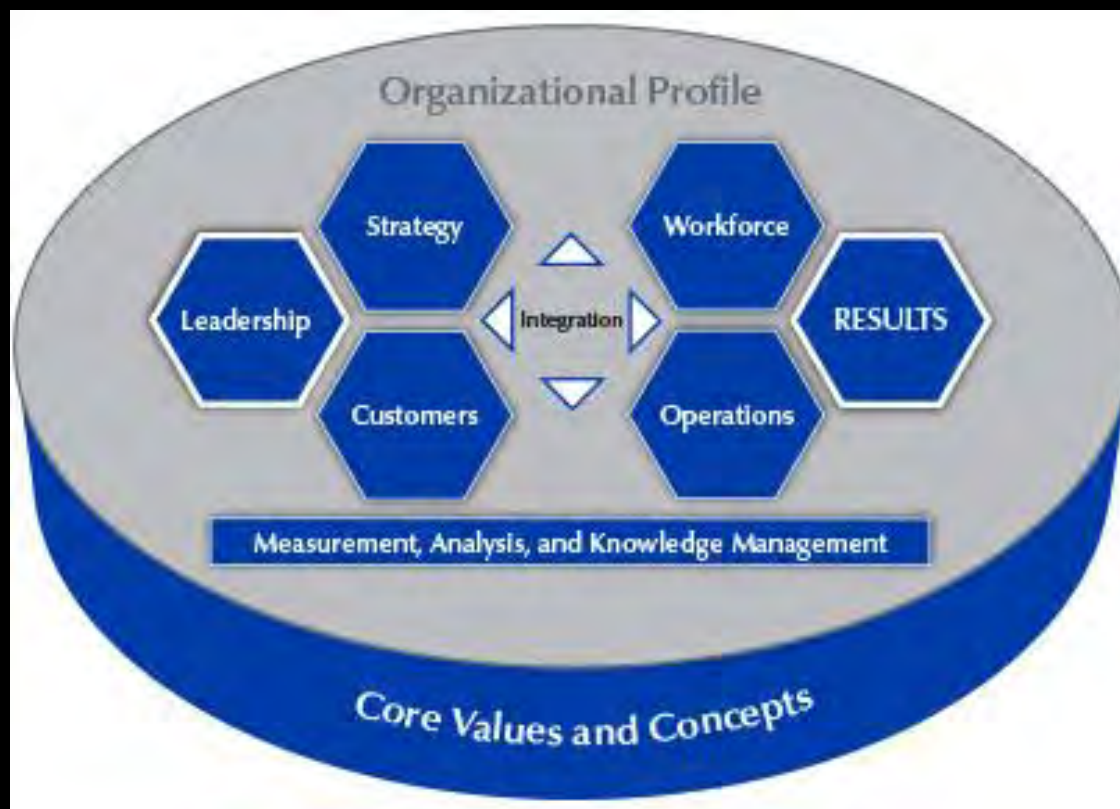 Organizational Profile
Strategy
Workforce
Leadership
Integration
RESULTS
Customers
Operations
Measurement, Analysis, and Knowledge Management
Core Values and Concepts